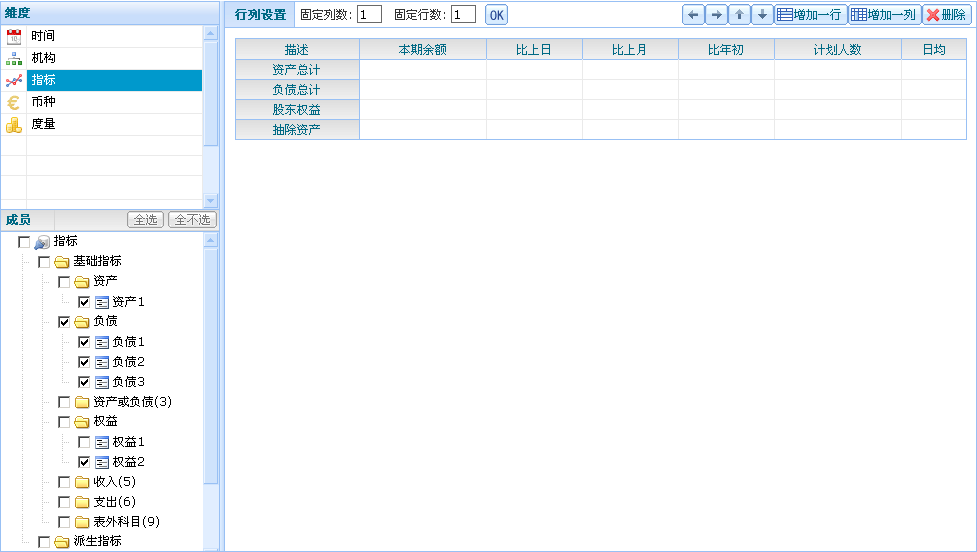 维度
时间
机构
指标
币种
度量
成员 全选 全不选
指标
基础指标
资产
资产1
负债
负债1
负债2
负债3
资产或负债(3)
权益
权益1
权益2
收入(5)
支出(6)
表外科目(9)
派生指标
行列设置 固定列数: 1 固定行数: 1 OK 增加一行 增加一列 删除
描述 本期余额 比上日 比上月 比年初 计划人数 日均
资产总计
负债总计
股东权益
抽除资产